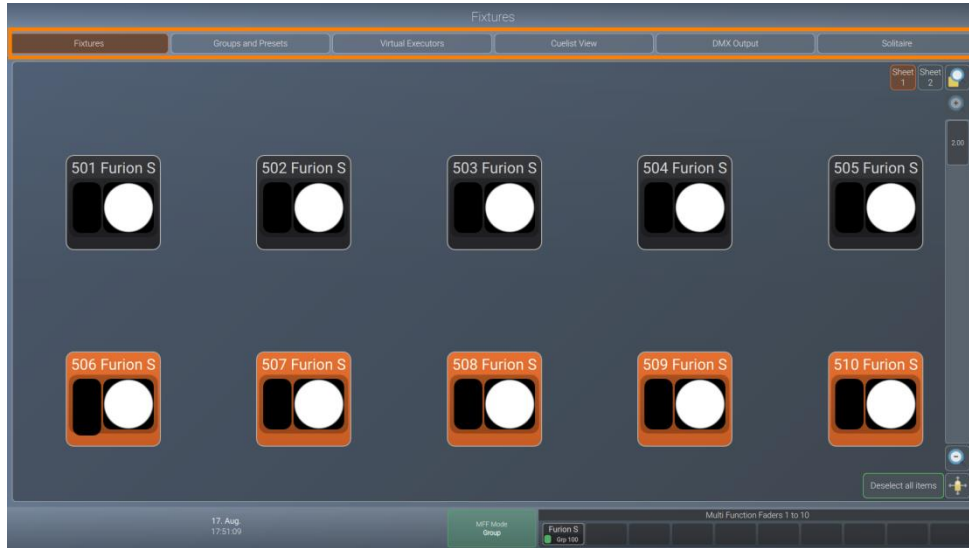 Fixtures
Fixtures Groups and Presets Virtual Executors Cuelist View DMX Output Solitaire
Sheet 1 Sheet 2
2.00
501 Furion S 502 Furion S 503 Furion S 504 Furion S 505 Furion S
506 Furion S 507 Furion S 508 Furion S 509 Furion S 510 Furion S
Deselect all items
17. Aug.
17:51:09
MFF Mode
Group
Multi Function Faders 1 to 10
Furion S
Grp 100